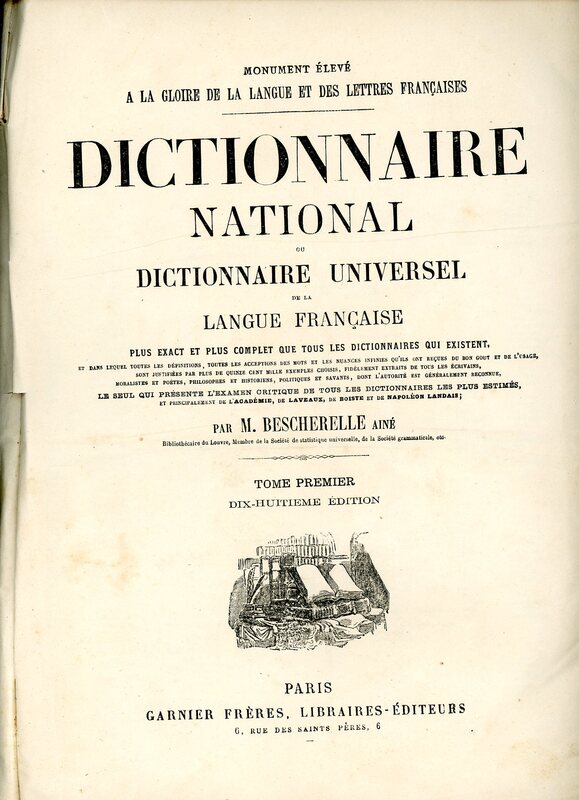 MONUMENT ÉLEVÉ
A LA GLOIRE DE LA LANGUE ET DES LETTRES FRANÇAISES
DICTIONNAIRE
NATIONAL
OU
DICTIONNAIRE UNIVERSEL
DE LA
LANGUE FRANÇAISE
PLUS EXACT ET PLUS COMPLET QUE TOUS LES DICTIONNAIRES QUI EXISTENT,
ET DANS LEQUEL TOUTES LES DÉFINITIONS, TOUTES LES ACCEPTIONS DES MOTS ET LES NUANCES INFINIES QU'ILS ONT REÇUES DU BON GOUT ET DE L'USAGE,
SONT JUSTIFIÉES PAR PLUS DE QUINZE CENT MILLE EXEMPLES CHOISIS, FIDÈLEMENT EXTRAITS DE TOUS LES ÉCRIVAINS,
MORALISTES ET POÈTES, PHILOSOPHES ET HISTORIENS, POLITIQUES ET SAVANTS, DONT L'AUTORITÉ EST GÉNÉRALEMENT RECONNUE,
LE SEUL QUI PRÉSENTE L'EXAMEN CRITIQUE DE TOUS LES DICTIONNAIRES LES PLUS ESTIMÉS,
ET PRINCIPALEMENT DE L'ACADÉMIE, DE LAVEAUX, DE BOISTE ET DE NAPOLÉON LANDAIS;
PAR M. BESCHERELLE AINÉ
Bibliothécaire du Louvre, Membre de la Société de statistique universelle, de la Société grammaticale, etc.
TOME PREMIER
DIX-HUITIEME ÉDITION
PARIS
GARNIER FRÈRES, LIBRAIRES-ÉDITEURS
6, RUE DES SAINTS PÈRES, 6